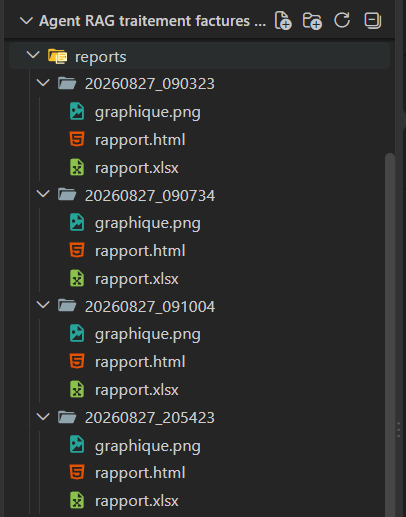 Agent RAG traitement factures ...
reports
20260827_090323
graphique.png
rapport.html
rapport.xlsx
20260827_090734
graphique.png
rapport.html
rapport.xlsx
20260827_091004
graphique.png
rapport.html
rapport.xlsx
20260827_205423
graphique.png
rapport.html
rapport.xlsx